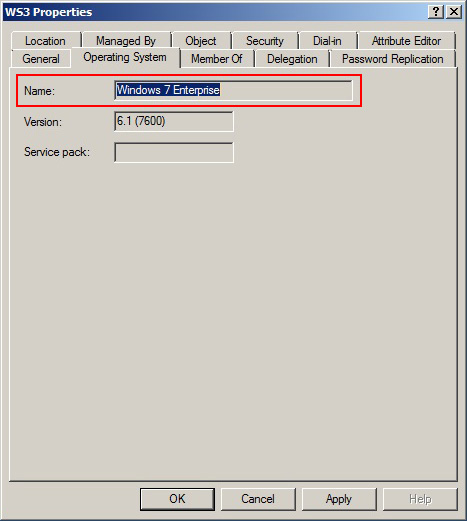 WS3 Properties
Location Managed By Object Security Dial-in Attribute Editor
General Operating System Member Of Delegation Password Replication
Name: Windows 7 Enterprise
Version: 6.1 (7600)
Service pack:
OK Cancel Apply Help